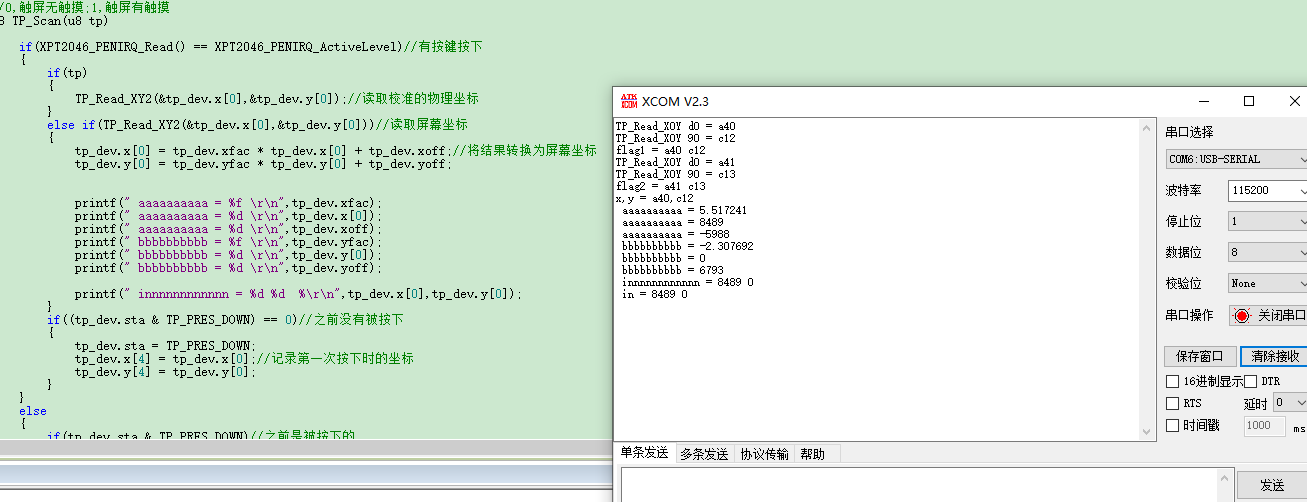 /0,触屏无触摸;1,触屏有触摸
8 TP_Scan(u8 tp)
if(XPT2046_PENIRQ_Read() == XPT2046_PENIRQ_ActiveLevel)//有按键按下
{
if(tp)
{
TP_Read_XY2(&tp_dev.x[0],&tp_dev.y[0]);//读取校准的物理坐标
}
else if(TP_Read_XY2(&tp_dev.x[0],&tp_dev.y[0]))//读取屏幕坐标
{
tp_dev.x[0] = tp_dev.xfac * tp_dev.x[0] + tp_dev.xoff;//将结果转换为屏幕坐标
tp_dev.y[0] = tp_dev.yfac * tp_dev.y[0] + tp_dev.yoff;
printf(" aaaaaaaaaa = %f \r\n",tp_dev.xfac);
printf(" aaaaaaaaaa = %d \r\n",tp_dev.x[0]);
printf(" aaaaaaaaaa = %d \r\n",tp_dev.xoff);
printf(" bbbbbbbbbb = %f \r\n",tp_dev.yfac);
printf(" bbbbbbbbbb = %d \r\n",tp_dev.y[0]);
printf(" bbbbbbbbbb = %d \r\n",tp_dev.yoff);
printf(" innnnnnnnnnnn = %d %d  %\r\n",tp_dev.x[0],tp_dev.y[0]);
}
if((tp_dev.sta & TP_PRES_DOWN) == 0)//之前没有被按下
{
tp_dev.sta = TP_PRES_DOWN;
tp_dev.x[4] = tp_dev.x[0];//记录第一次按下时的坐标
tp_dev.y[4] = tp_dev.y[0];
}
}
else
{
if(tp_dev.sta & TP_PRES_DOWN)//之前是被按下的
ATK XCOM
XCOM V2.3
TP_Read_XOY d0 = a40
TP_Read_XOY 90 = c12
flag1 = a40 c12
TP_Read_XOY d0 = a41
TP_Read_XOY 90 = c13
flag2 = a41 c13
x,y = a40,c12
aaaaaaaaaa = 5.517241
aaaaaaaaaa = 8489
aaaaaaaaaa = -5988
bbbbbbbbbb = -2.307692
bbbbbbbbbb = 0
bbbbbbbbbb = 6793
innnnnnnnnnnn = 8489 0
in = 8489 0
串口选择
COM6:USB-SERIAL
波特率 115200
停止位 1
数据位 8
校验位 None
串口操作 关闭串口
保存窗口 清除接收
16进制显示 DTR
RTS 延时 0
时间戳 1000 ms
单条发送 多条发送 协议传输 帮助
发送